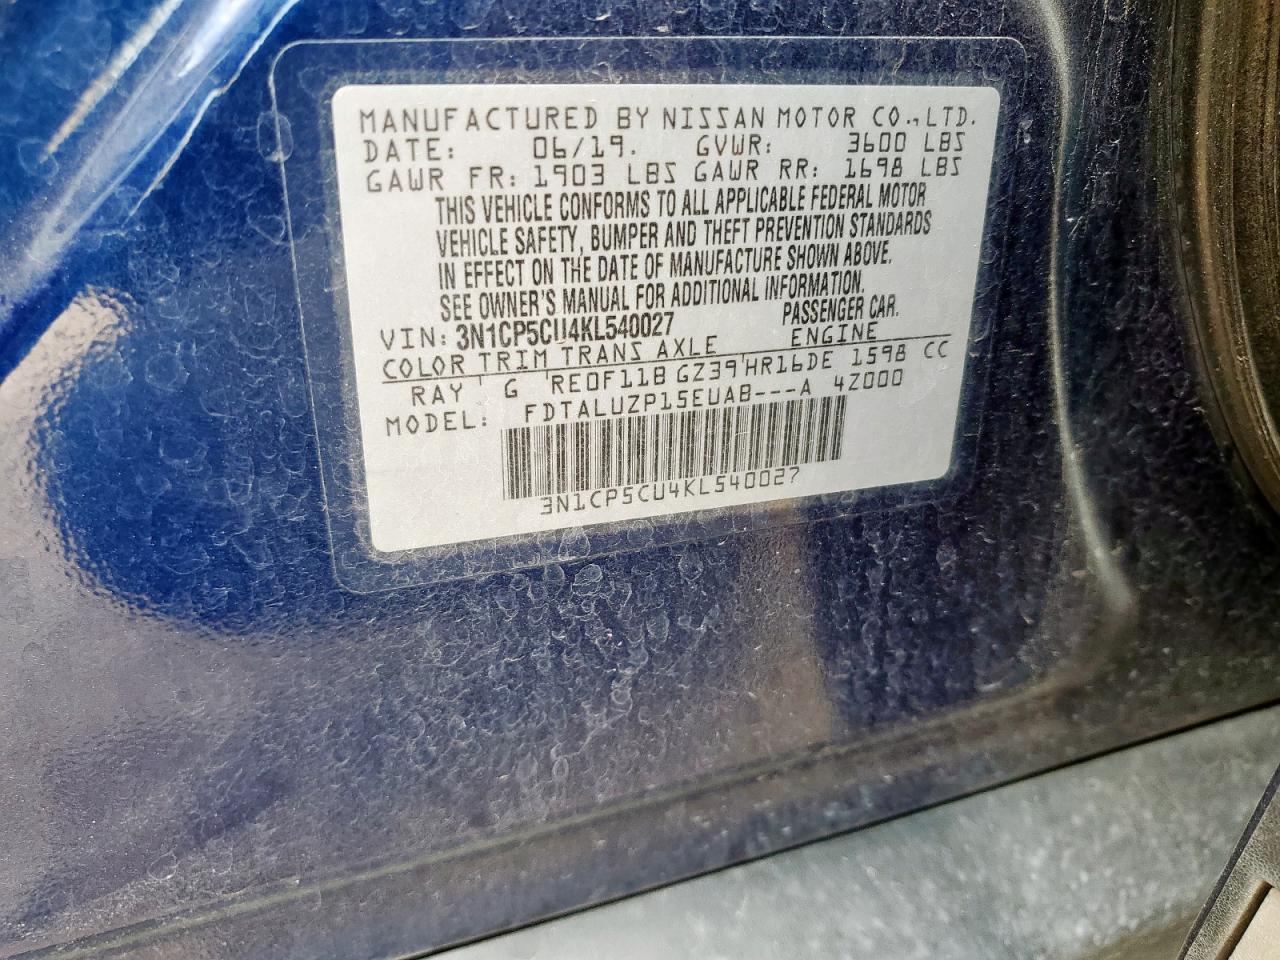 MANUFACTURED BY NISSAN MOTOR CO.,LTD.
DATE: 06/19. GVWR: 3600 LBS
GAWR FR: 1903 LBS GAWR RR: 1698 LBS
THIS VEHICLE CONFORMS TO ALL APPLICABLE FEDERAL MOTOR
VEHICLE SAFETY, BUMPER AND THEFT PREVENTION STANDARDS
IN EFFECT ON THE DATE OF MANUFACTURE SHOWN ABOVE.
SEE OWNER'S MANUAL FOR ADDITIONAL INFORMATION.
VIN: 3N1CP5CU4KL540027 PASSENGER CAR.
COLOR TRIM TRANS AXLE ENGINE
RAY G RE0F11B GZ39 HR16DE 1598 CC
MODEL: FDTALUZP15EUAB---A 4Z000
3N1CP5CU4KL540027